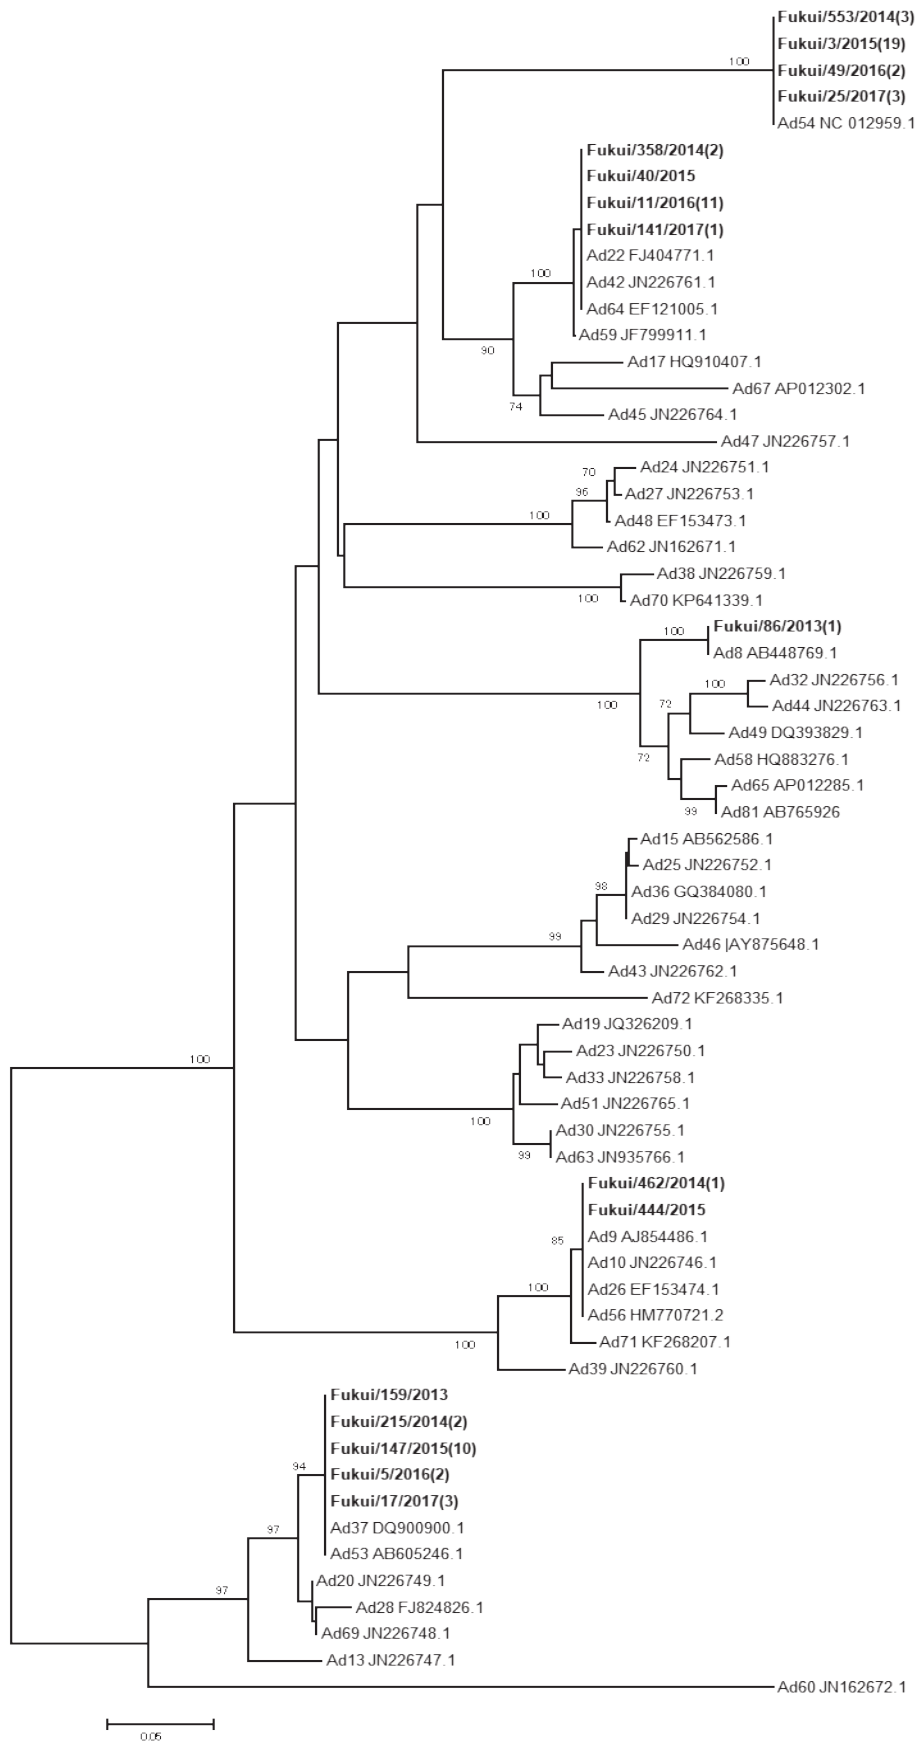 Fukui/553/2014(3)
Fukui/3/2015(19)
100
Fukui/49/2016(2)
Fukui/25/2017(3)
Ad54 NC 012959.1
Fukui/358/2014(2)
Fukui/40/2015
Fukui/11/2016(11)
Fukui/141/2017(1)
Ad22 FJ404771.1
100
Ad42 JN226761.1
Ad64 EF121005.1
Ad59 JF799911.1
90
Ad17 HQ910407.1
Ad67 AP012302.1
74
Ad45 JN226764.1
Ad47 JN226757.1
Ad24 JN226751.1
70
96
Ad27 JN226753.1
100
Ad48 EF153473.1
Ad62 JN162671.1
Ad38 JN226759.1
100
Ad70 KP641339.1
Fukui/86/2013(1)
100
Ad8 AB448769.1
Ad32 JN226756.1
100
100
72
Ad44 JN226763.1
Ad49 DQ393829.1
72
Ad58 HQ883276.1
Ad65 AP012285.1
99
Ad81 AB765926
Ad15 AB562586.1
Ad25 JN226752.1
98
Ad36 GQ384080.1
Ad29 JN226754.1
99
Ad46 |AY875648.1
Ad43 JN226762.1
Ad72 KF268335.1
Ad19 JQ326209.1
100
Ad23 JN226750.1
Ad33 JN226758.1
Ad51 JN226765.1
100
Ad30 JN226755.1
99
Ad63 JN935766.1
Fukui/462/2014(1)
Fukui/444/2015
Ad9 AJ854486.1
85
Ad10 JN226746.1
100
Ad26 EF153474.1
Ad56 HM770721.2
100
Ad71 KF268207.1
Ad39 JN226760.1
Fukui/159/2013
Fukui/215/2014(2)
Fukui/147/2015(10)
94
Fukui/5/2016(2)
Fukui/17/2017(3)
97
Ad37 DQ900900.1
Ad53 AB605246.1
97
Ad20 JN226749.1
Ad28 FJ824826.1
Ad69 JN226748.1
Ad13 JN226747.1
Ad60 JN162672.1
0.05